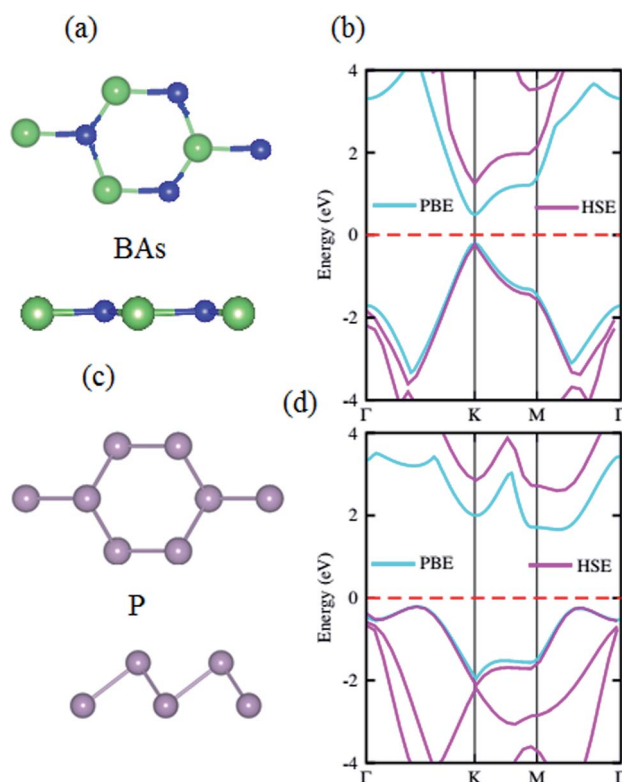 (a)
(b)
BAs
4
2
0
-2
-4
Energy (eV)
PBE
HSE
Γ
K
M
Γ
(c)
(d)
P
4
2
0
-2
-4
Energy (eV)
PBE
HSE
Γ
K
M
Γ